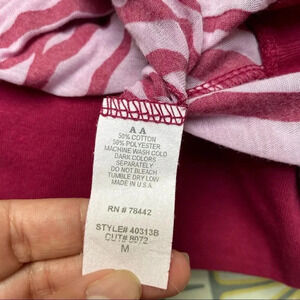 A A
50% COTTON
50% POLYESTER
MACHINE WASH COLD
DARK COLORS
SEPARATELY
DO NOT BLEACH
TUMBLE DRY LOW
MADE IN U.S.A
RN # 78442
STYLE# 40313B
CUT# 8072
M